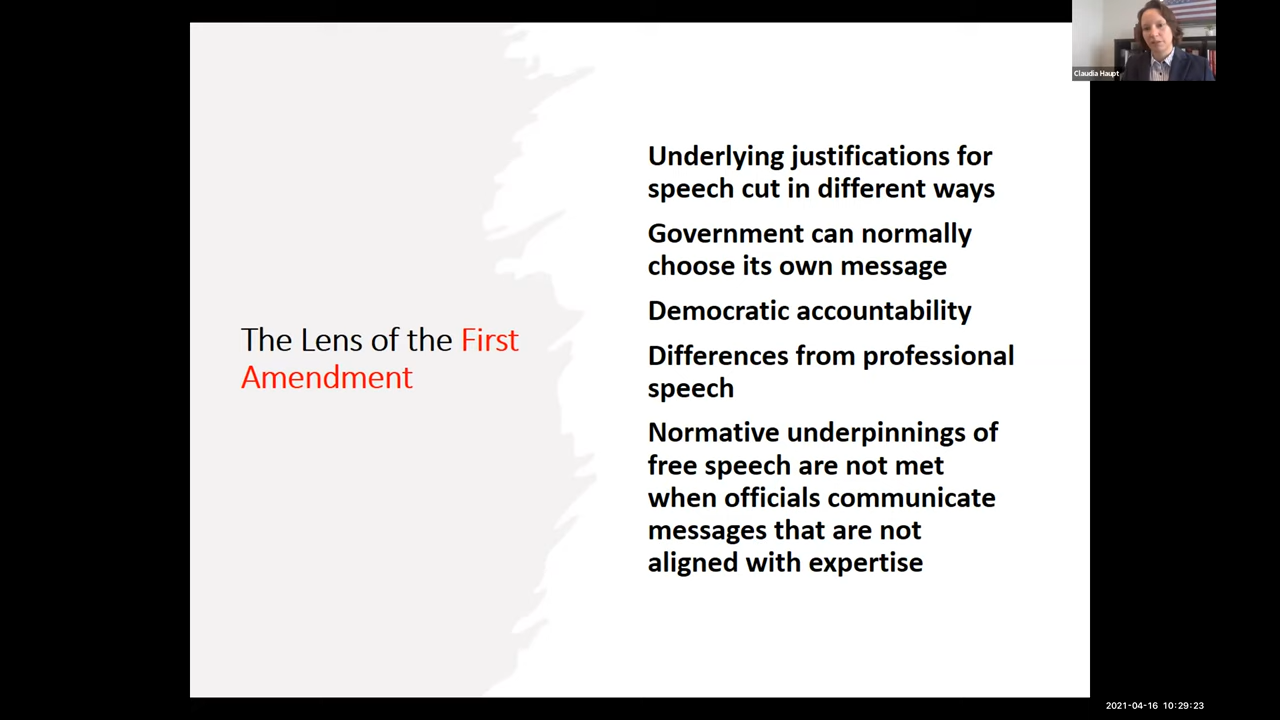 Claudia Haupt
The Lens of the First
Amendment
Underlying justifications for
speech cut in different ways
Government can normally
choose its own message
Democratic accountability
Differences from professional
speech
Normative underpinnings of
free speech are not met
when officials communicate
messages that are not
aligned with expertise
2021-04-16 10:29:23